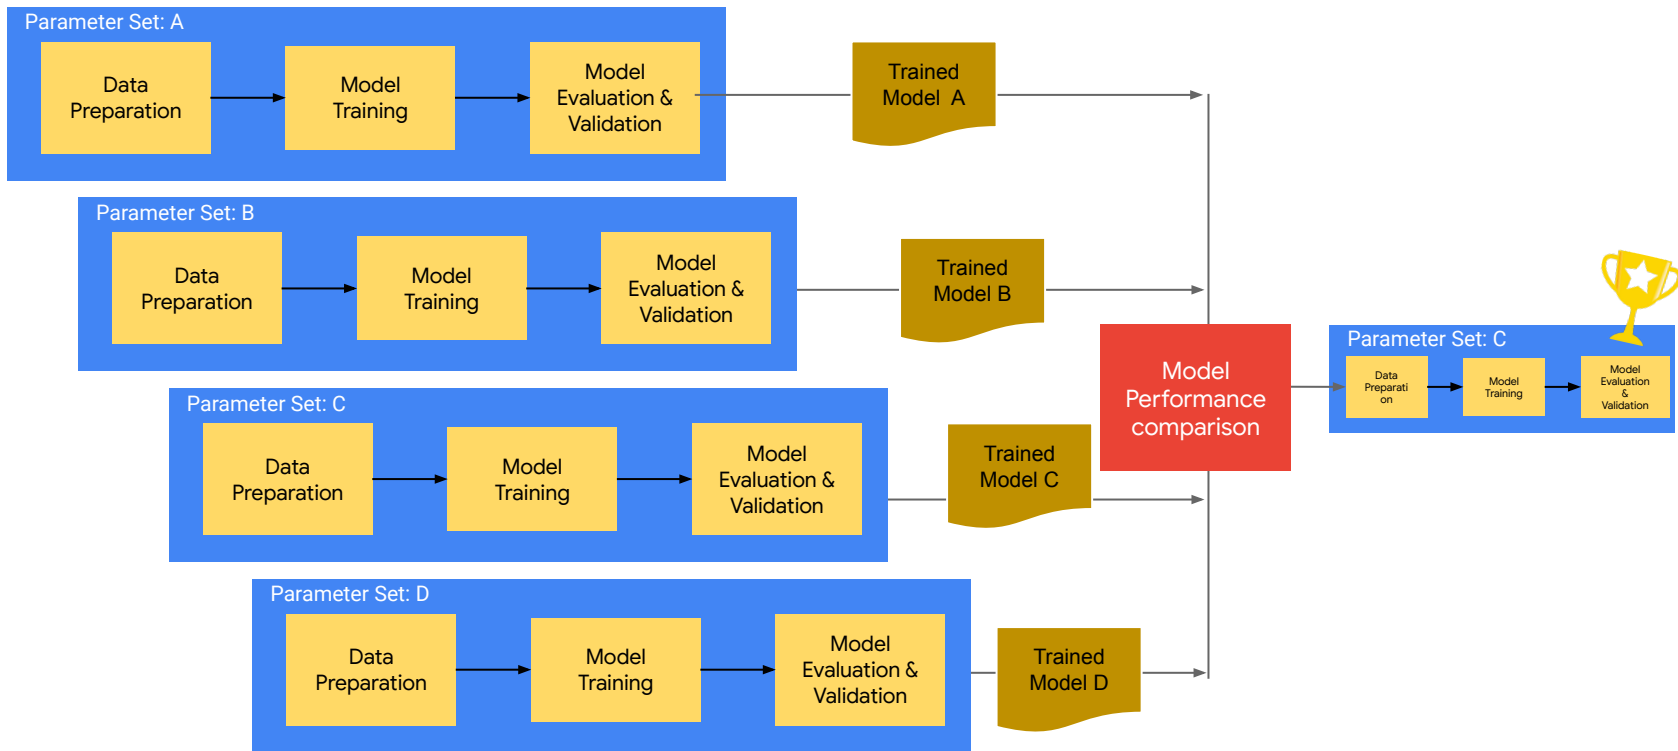 Parameter Set: A
Data
Preparation
Model
Training
Model
Evaluation &
Validation
Trained
Model A
Parameter Set: B
Data
Preparation
Model
Training
Model
Evaluation &
Validation
Trained
Model B
Parameter Set: C
Data
Preparation
Model
Training
Model
Evaluation &
Validation
Trained
Model C
Parameter Set: D
Data
Preparation
Model
Training
Model
Evaluation &
Validation
Trained
Model D
Model
Performance
comparison
Parameter Set: C
Data
Preparati
on
Model
Training
Model
Evaluation
&
Validation